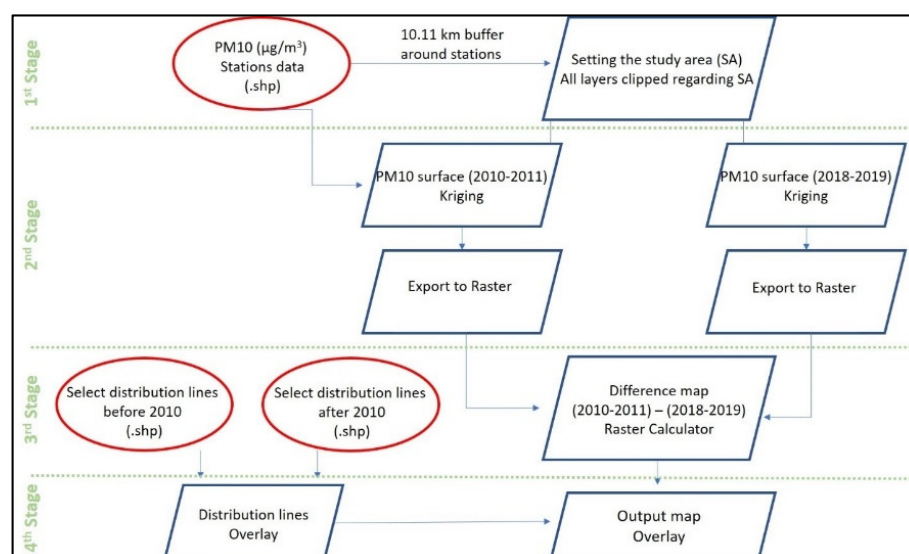 1st Stage
PM10 (µg/m³)
Stations data
(.shp)
10.11 km buffer
around stations
Setting the study area (SA)
All layers clipped regarding SA
2nd Stage
PM10 surface (2010-2011)
Kriging
PM10 surface (2018-2019)
Kriging
Export to Raster
Export to Raster
3rd Stage
Select distribution lines
before 2010
(.shp)
Select distribution lines
after 2010
(.shp)
Difference map
(2010-2011) – (2018-2019)
Raster Calculator
4th Stage
Distribution lines
Overlay
Output map
Overlay